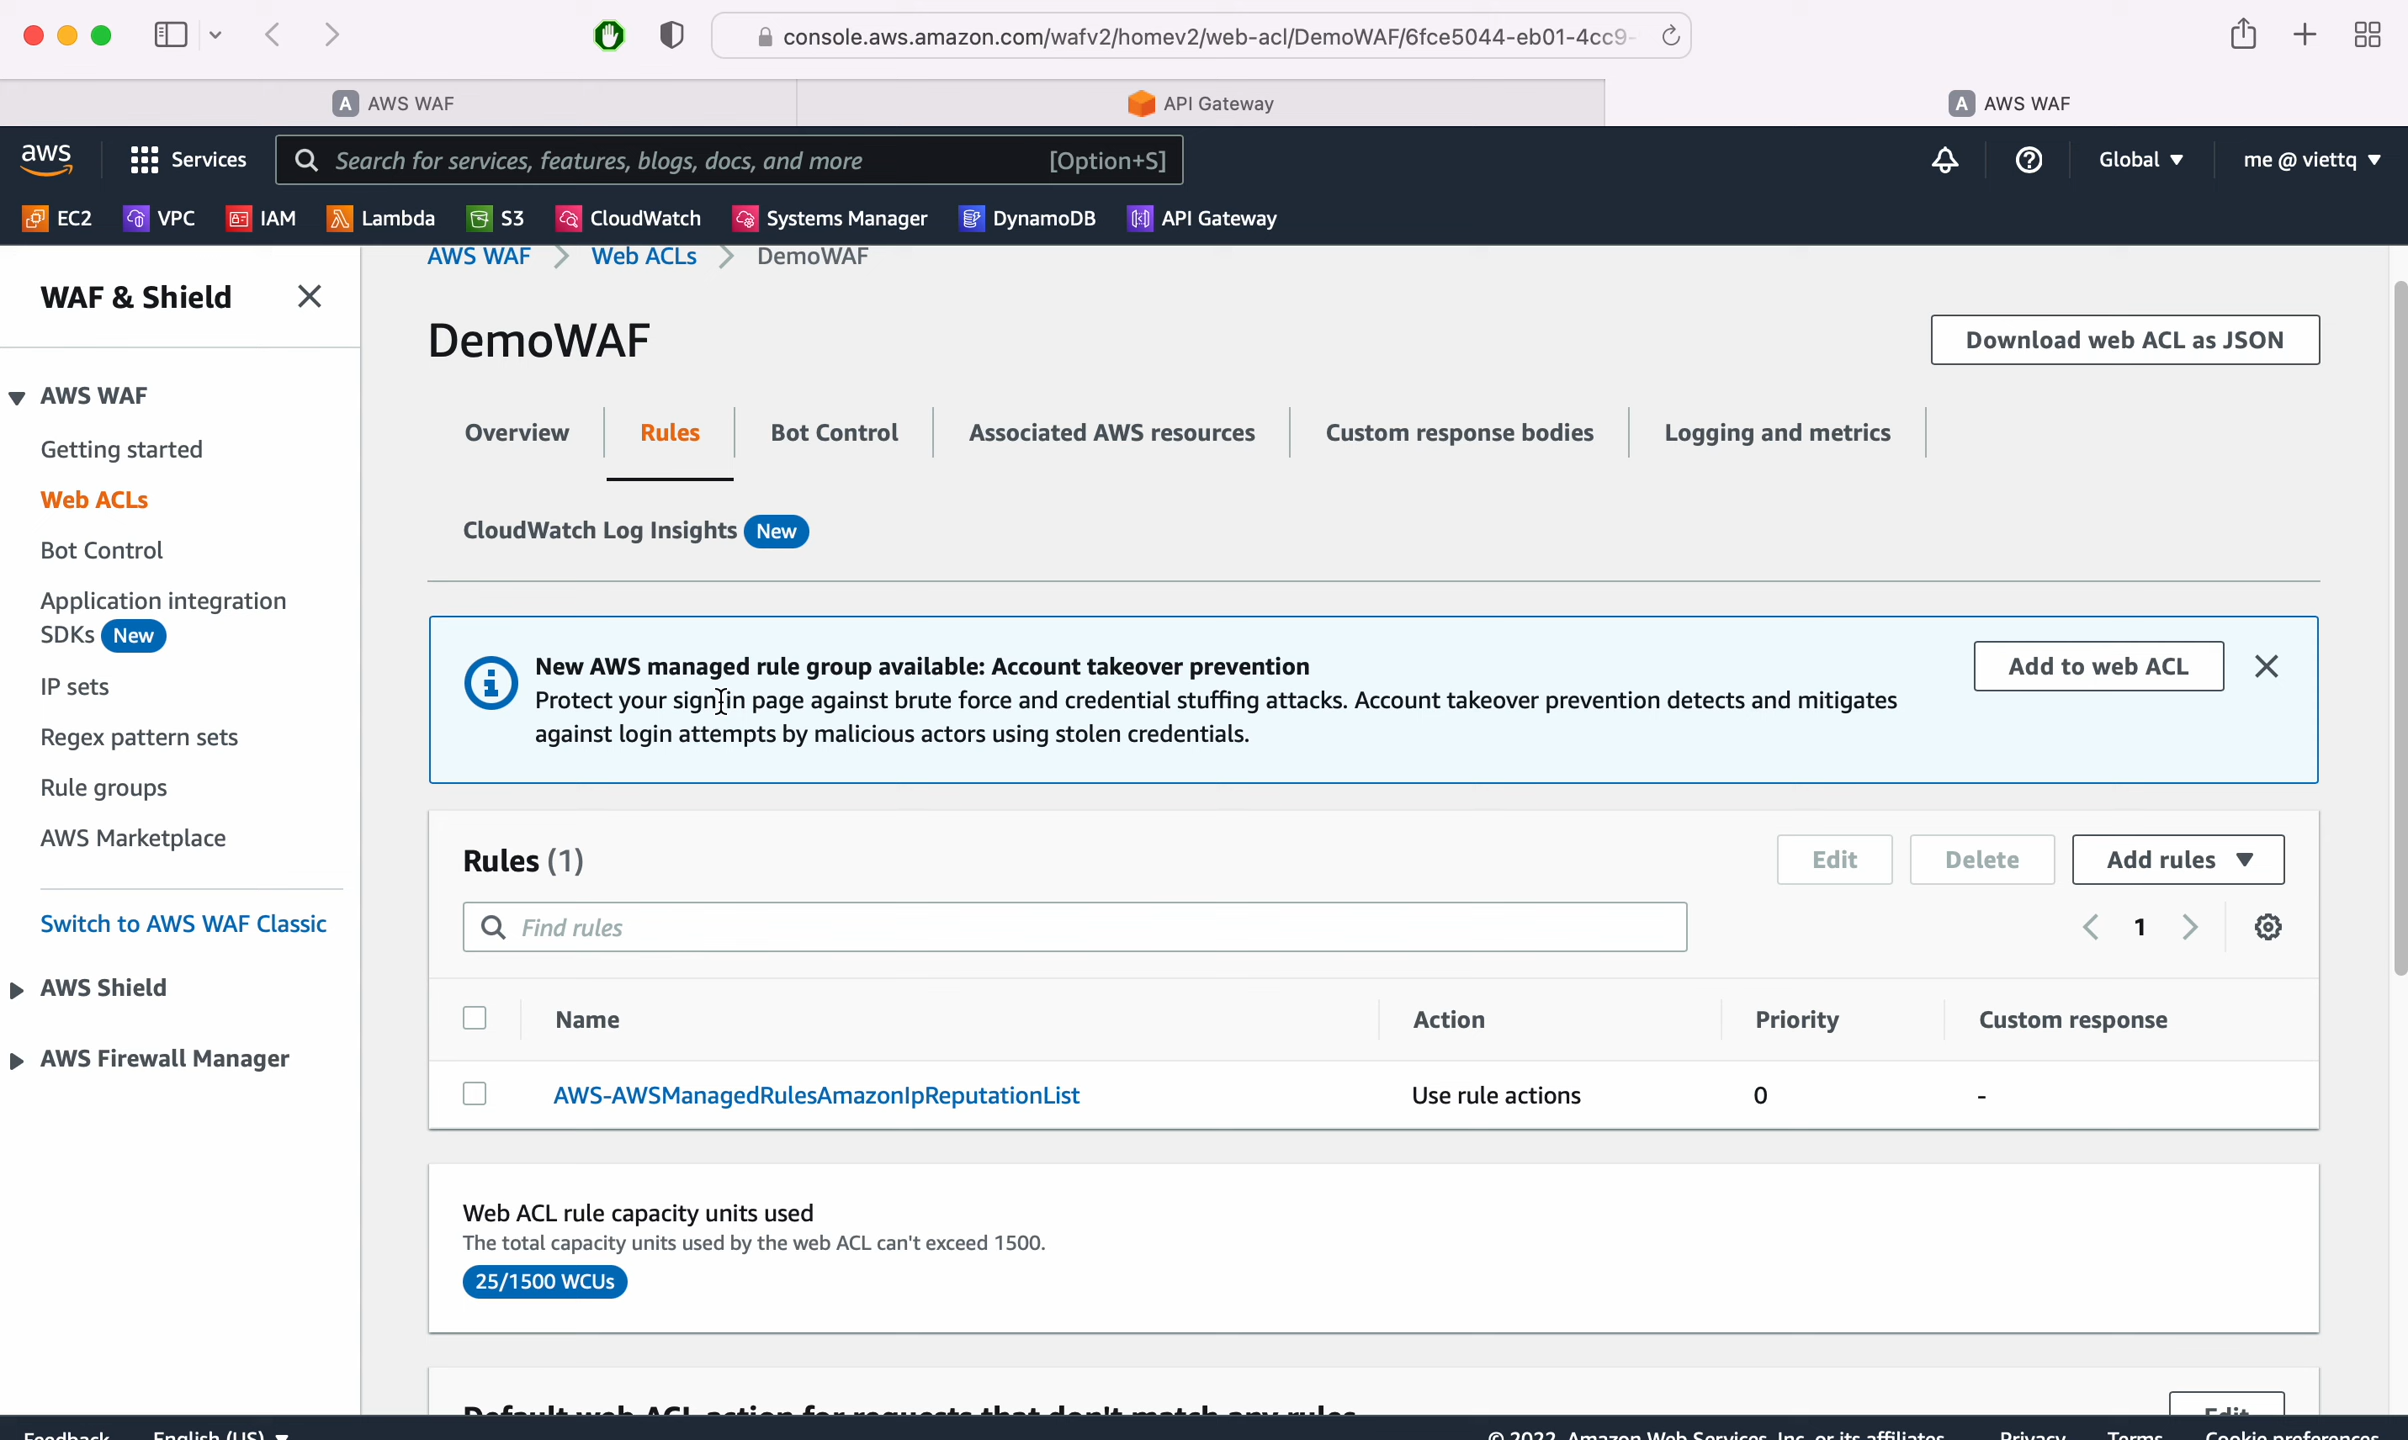 console.aws.amazon.com/wafv2/homev2/web-acl/DemoWAF/6fce5044-eb01-4cc9-
A AWS WAF
API Gateway
A AWS WAF
aws
Services
Search for services, features, blogs, docs, and more [Option+S]
Global ▼
me @ viettq ▼
EC2 VPC IAM Lambda S3 CloudWatch Systems Manager DynamoDB API Gateway
AWS WAF > Web ACLs > DemoWAF
WAF & Shield
AWS WAF
Getting started
Web ACLs
Bot Control
Application integration
SDKs New
IP sets
Regex pattern sets
Rule groups
AWS Marketplace
Switch to AWS WAF Classic
AWS Shield
AWS Firewall Manager
DemoWAF
Download web ACL as JSON
Overview Rules Bot Control Associated AWS resources Custom response bodies Logging and metrics
CloudWatch Log Insights New
New AWS managed rule group available: Account takeover prevention
Protect your sign-in page against brute force and credential stuffing attacks. Account takeover prevention detects and mitigates
against login attempts by malicious actors using stolen credentials.
Add to web ACL
Rules (1)
Edit Delete Add rules ▼
Find rules
1
Name Action Priority Custom response
AWS-AWSManagedRulesAmazonIpReputationList Use rule actions 0 -
Web ACL rule capacity units used
The total capacity units used by the web ACL can't exceed 1500.
25/1500 WCUs
Default web ACL action for requests that don't match any rules
Edit
Feedback English (US) ▼
© 2022, Amazon Web Services, Inc. or its affiliates. Privacy Terms Cookie preferences